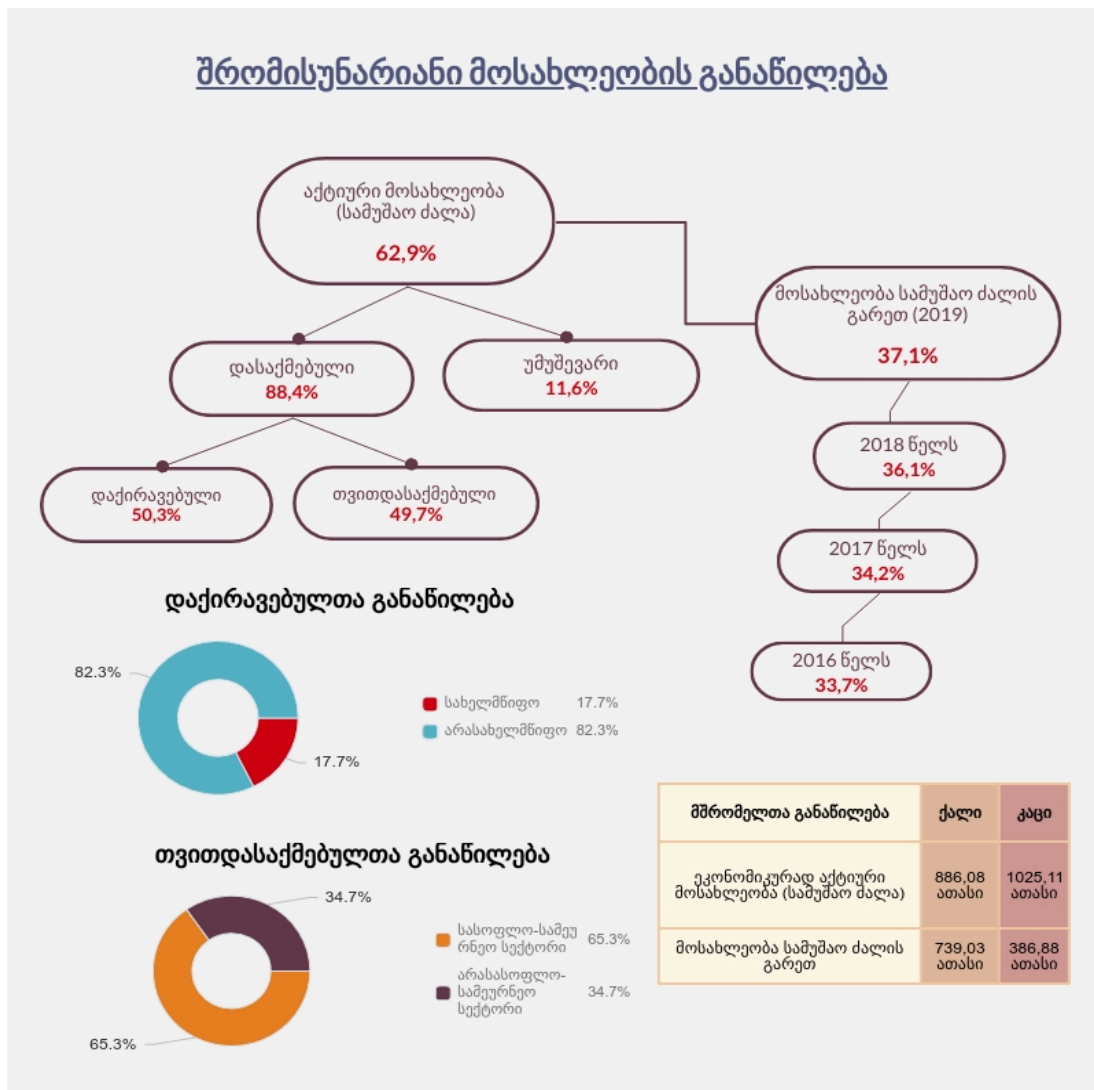 შრომისუნარიანი მოსახლეობის განაწილება
აქტიური მოსახლეობა
(სამუშაო ძალა)
62,9%
დასაქმებული
88,4%
უმუშევარი
11,6%
დაქირავებული
50,3%
თვითდასაქმებული
49,7%
მოსახლეობა სამუშაო ძალის
გარეთ (2019)
37,1%
2018 წელს
36,1%
2017 წელს
34,2%
2016 წელს
33,7%
დაქირავებულთა განაწილება
82.3%
17.7%
სახელმწიფო 17.7%
არასახელმწიფო 82.3%
თვითდასაქმებულთა განაწილება
34.7%
65.3%
სასოფლო-სამეუ
რნეო სექტორი 65.3%
არასასოფლო-
სამეურნეო 34.7%
სექტორი
მშრომელთა განაწილება ქალი კაცი
ეკონომიკურად აქტიური 886,08 1025,11
მოსახლეობა (სამუშაო ძალა) ათასი ათასი
მოსახლეობა სამუშაო ძალის 739,03 386,88
გარეთ ათასი ათასი